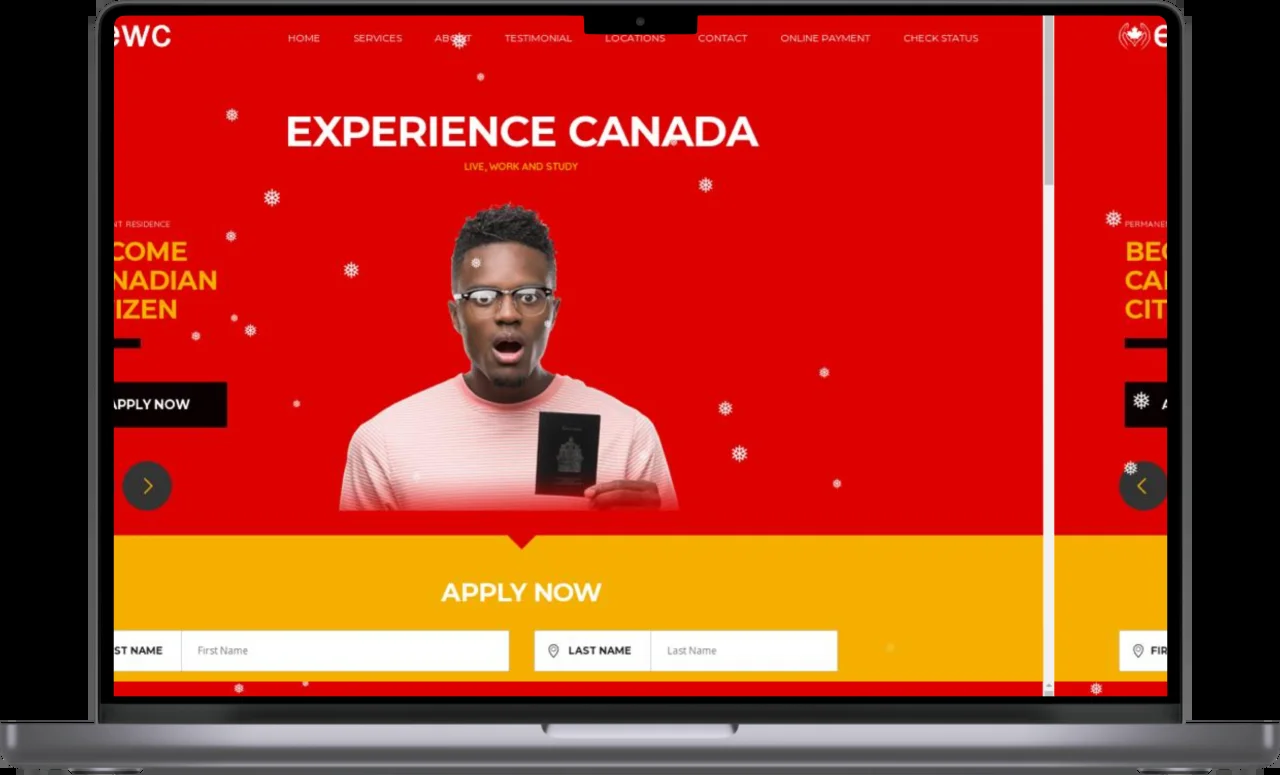 ewc
HOME SERVICES ABOUT TESTIMONIAL LOCATIONS CONTACT ONLINE PAYMENT CHECK STATUS
e
EXPERIENCE CANADA
LIVE, WORK AND STUDY
NT RESIDENCE
COME
NADIAN
IZEN
APPLY NOW
PERMANE
BEC
CAI
CIT
A
APPLY NOW
ST NAME
First Name
LAST NAME
Last Name
FIR